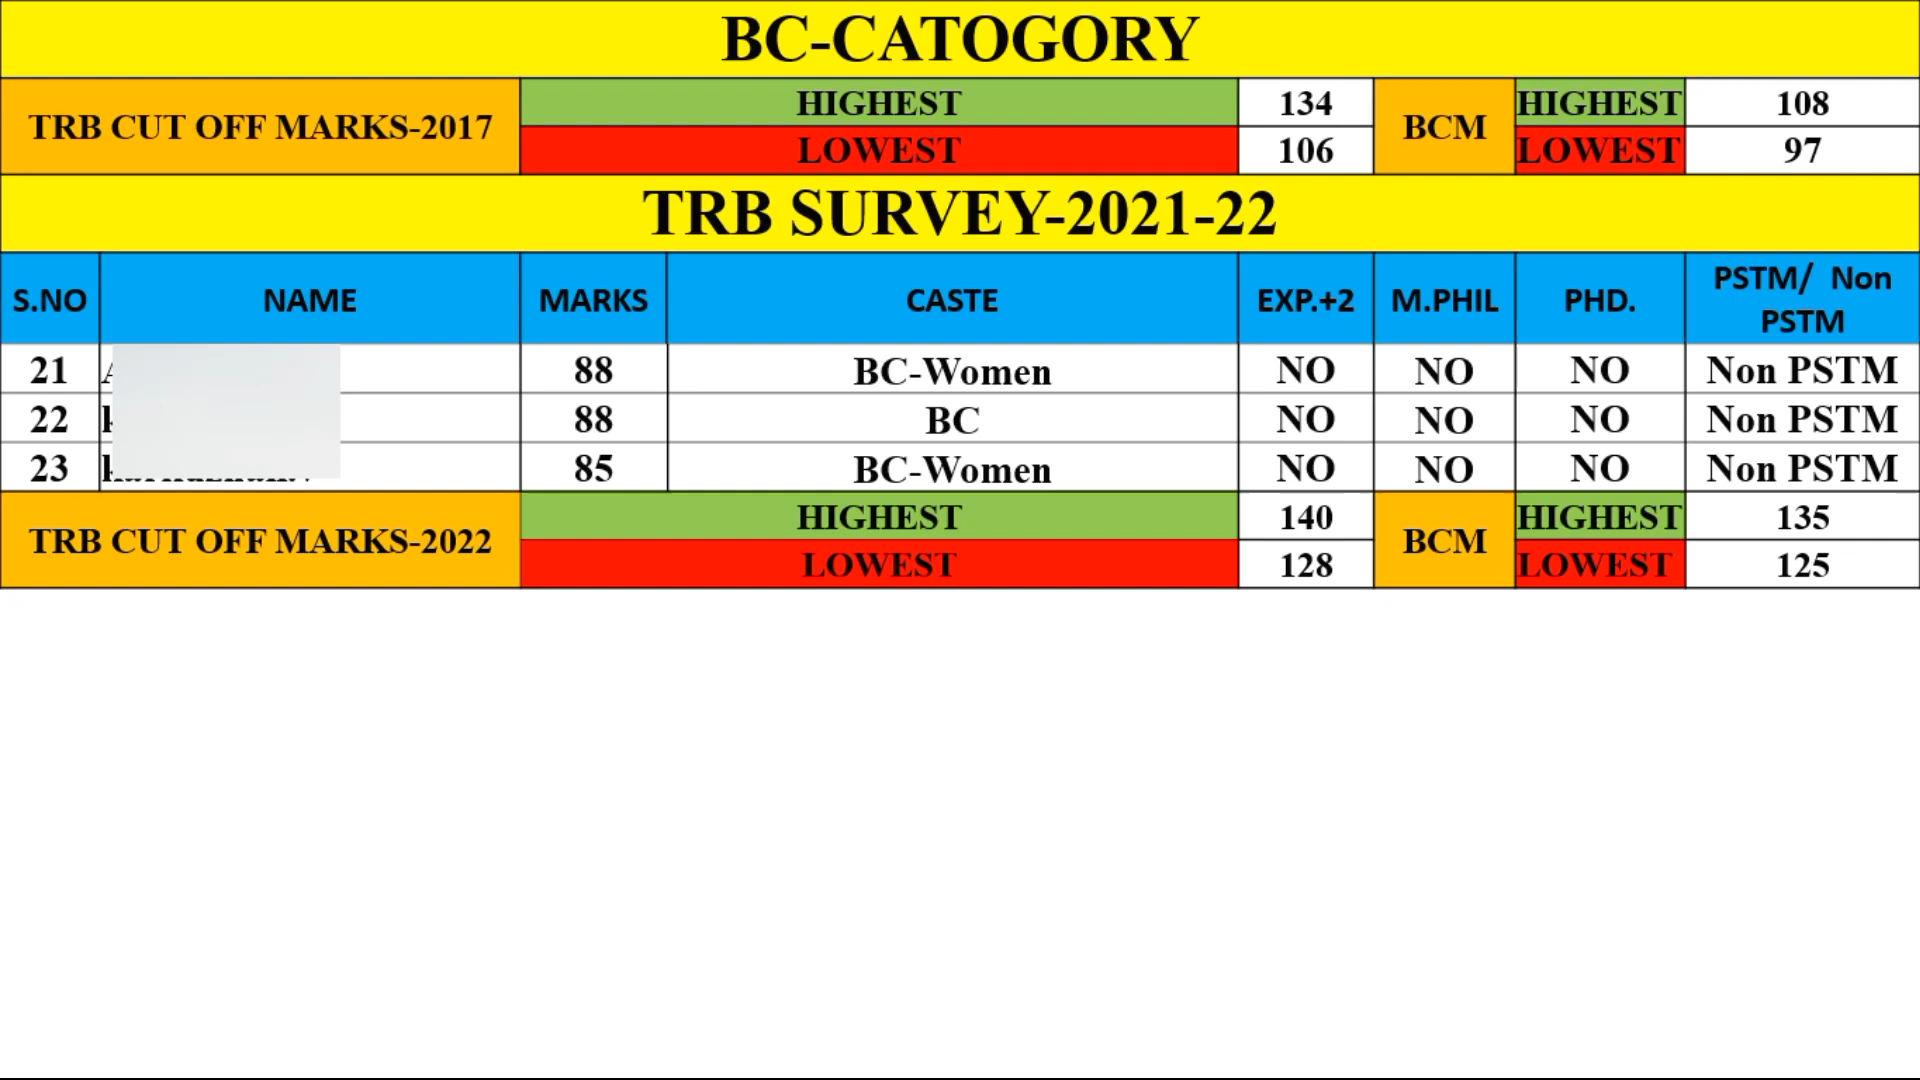 BC-CATOGORY
TRB CUT OFF MARKS-2017 HIGHEST 134 BCM HIGHEST 108
LOWEST 106 LOWEST 97
TRB SURVEY-2021-22
S.NO NAME MARKS CASTE EXP.+2 M.PHIL PHD. PSTM/ Non PSTM
21 88 BC-Women NO NO NO Non PSTM
22 88 BC NO NO NO Non PSTM
23 85 BC-Women NO NO NO Non PSTM
TRB CUT OFF MARKS-2022 HIGHEST 140 BCM HIGHEST 135
LOWEST 128 LOWEST 125